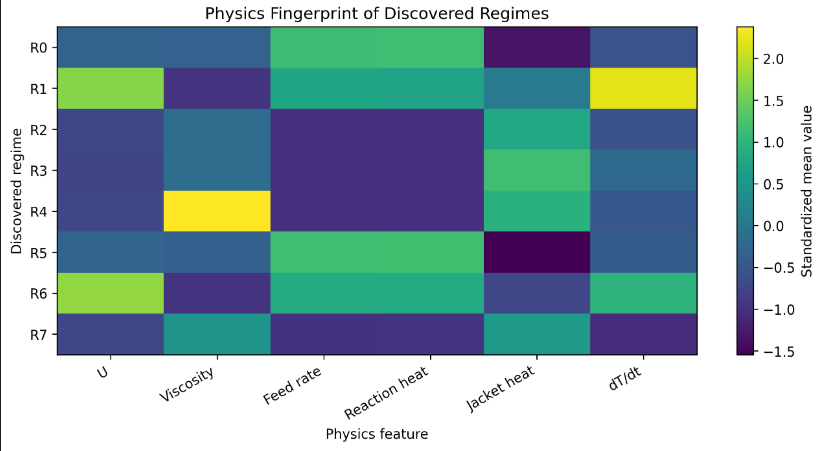 Physics Fingerprint of Discovered Regimes
R0
R1
R2
R3
R4
R5
R6
R7
Discovered regime
U
Viscosity
Feed rate
Reaction heat
Jacket heat
dT/dt
Physics feature
2.0
1.5
1.0
0.5
0.0
−0.5
−1.0
−1.5
Standardized mean value